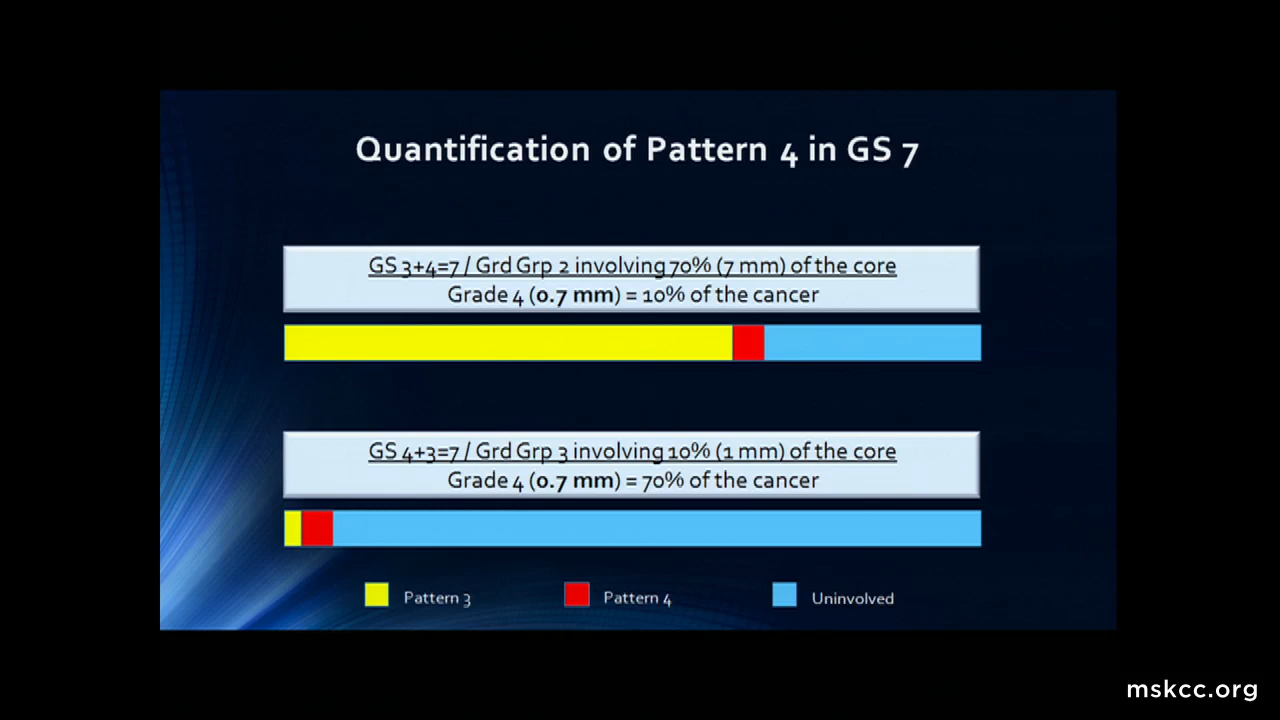 Quantification of Pattern 4 in GS 7
GS 3+4=7 / Grd Grp 2 involving 70% (7 mm) of the core
Grade 4 (0.7 mm) = 10% of the cancer
GS 4+3=7 / Grd Grp 3 involving 10% (1 mm) of the core
Grade 4 (0.7 mm) = 70% of the cancer
Pattern 3
Pattern 4
Uninvolved
mskcc.org